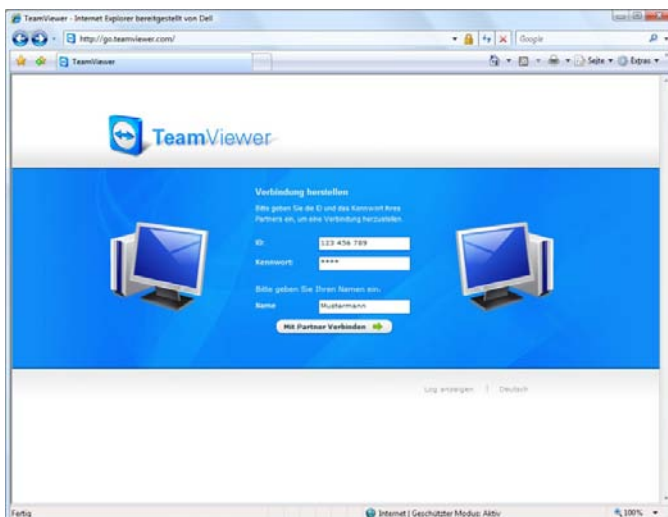 TeamViewer - Internet Explorer bereitgestellt von Dell
http://go.teamviewer.com/
Google
TeamViewer
Seite
Extras
TeamViewer
Verbindung herstellen
Bitte geben Sie die ID und das Kennwort Ihres
Partners ein, um eine Verbindung herzustellen.
ID:
123 456 789
Kennwort:
****
Bitte geben Sie Ihren Namen ein.
Name
Mustermann
Mit Partner Verbinden
Log anzeigen | Deutsch
Fertig
Internet | Geschützter Modus: Aktiv
100%